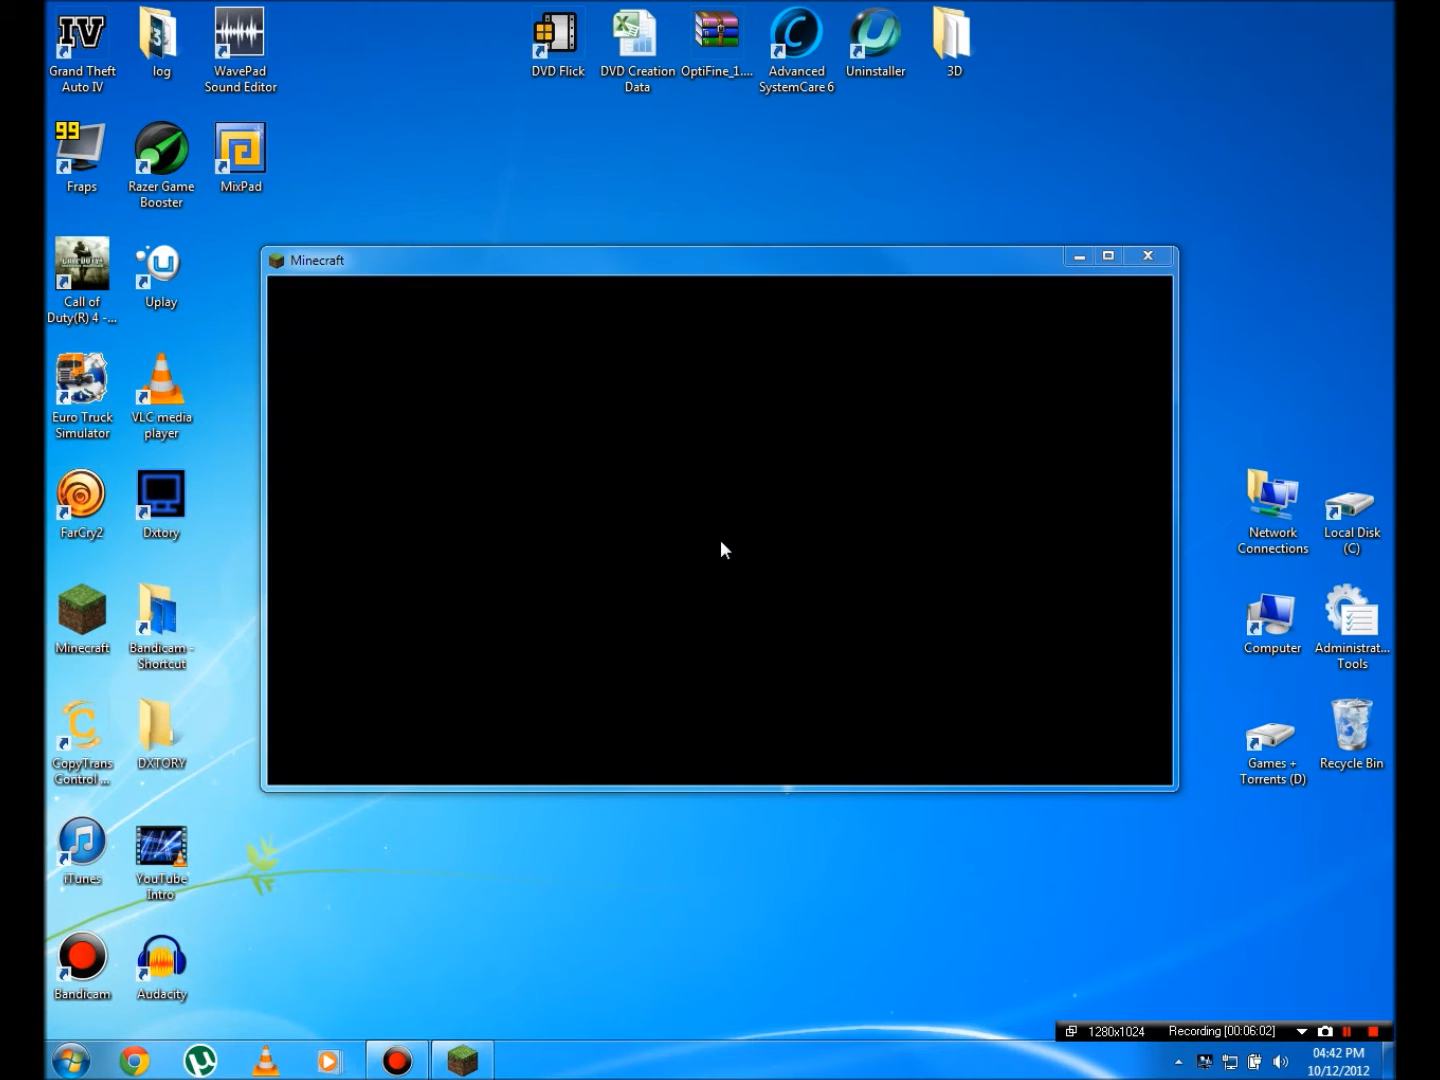 Grand Theft
Auto IV
log
WavePad
Sound Editor
DVD Flick
DVD Creation
Data
OptiFine_1....
Advanced
SystemCare 6
Uninstaller
3D
IV
99
Fraps
Razer Game
Booster
MixPad
Call of
Duty(R) 4 -...
Uplay
Minecraft
Euro Truck
Simulator
VLC media
player
FarCry2
Dxtory
Network
Connections
Local Disk
(C)
Minecraft
Bandicam -
Shortcut
Computer
Administrat...
Tools
CopyTrans
Control ...
DXTORY
Games +
Torrents (D)
Recycle Bin
iTunes
YouTube
Intro
Bandicam
Audacity
1280x1024 Recording [00:06:02]
04:42 PM
10/12/2012